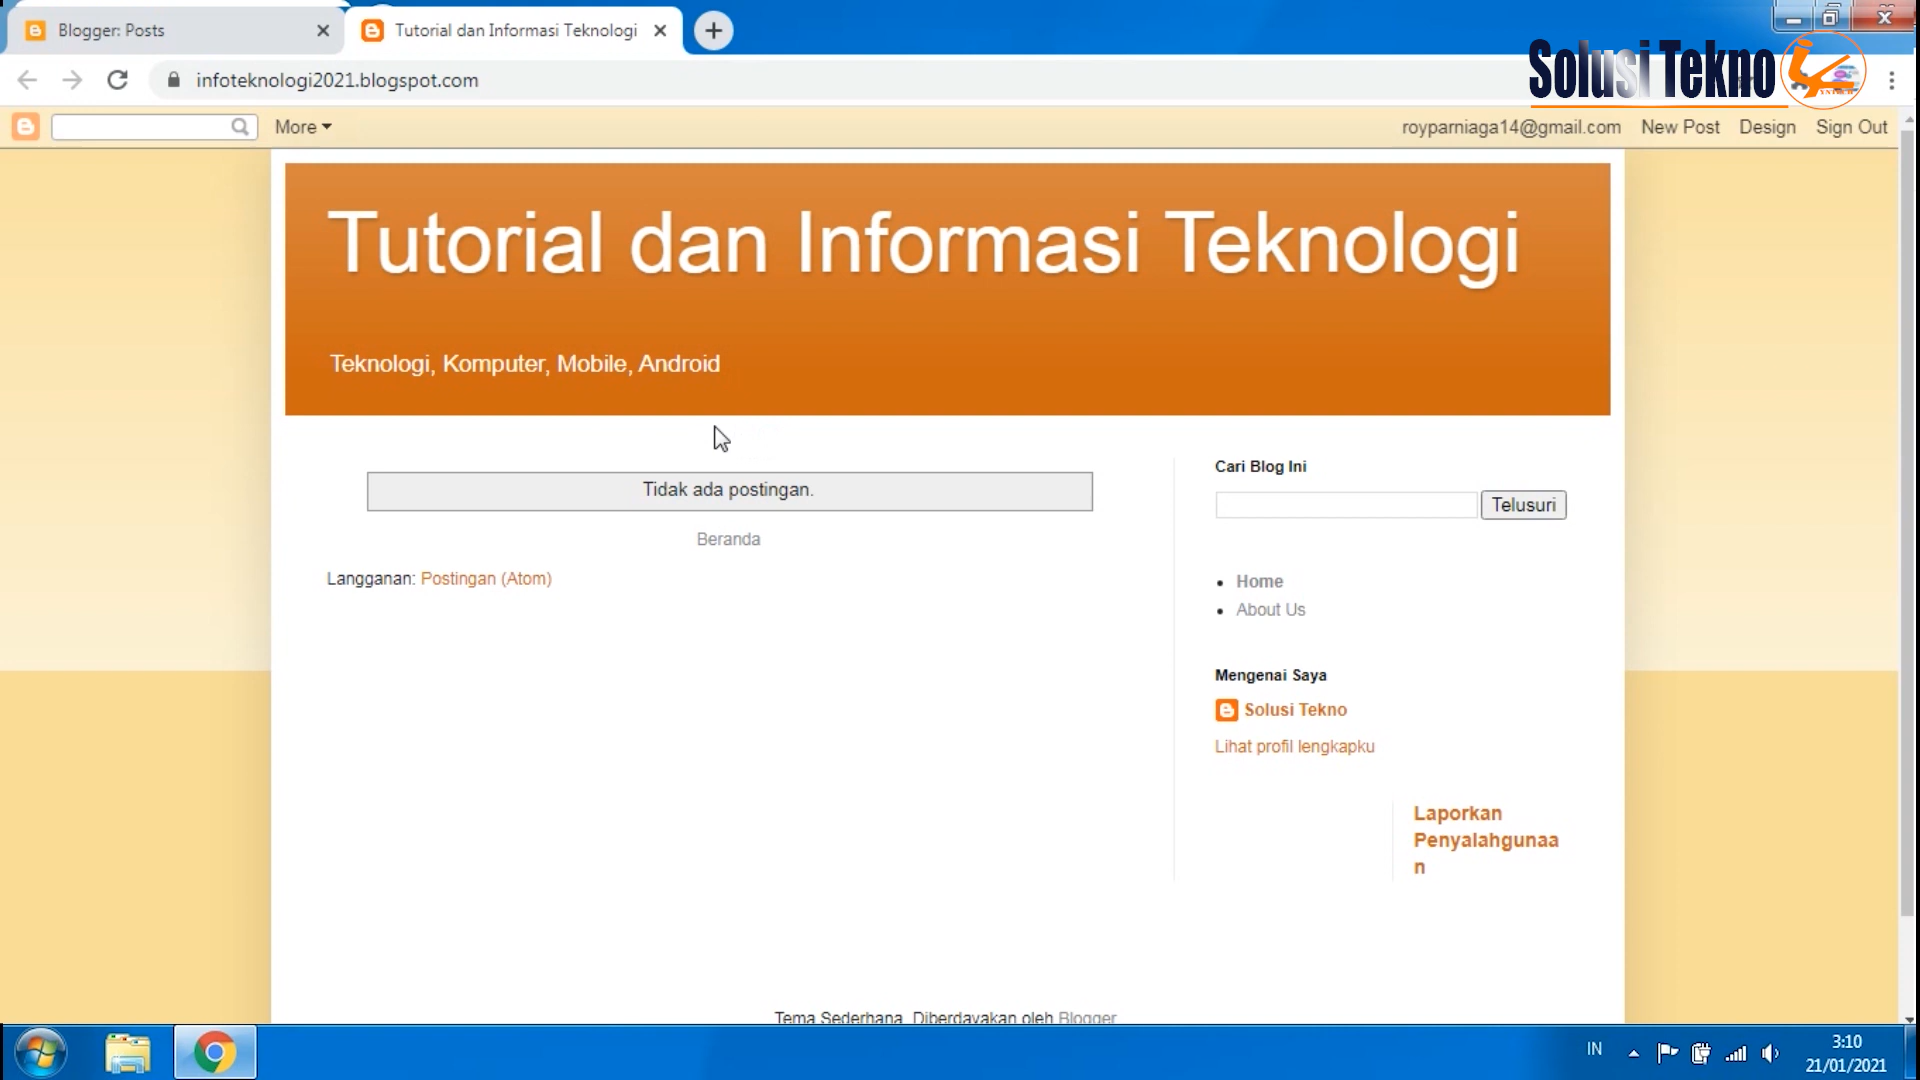 Blogger: Posts
Tutorial dan Informasi Teknologi
infoteknologi2021.blogspot.com
Solusi Tekno
More
royparniaga14@gmail.com New Post Design Sign Out
Tutorial dan Informasi Teknologi
Teknologi, Komputer, Mobile, Android
Tidak ada postingan.
Beranda
Langganan: Postingan (Atom)
Cari Blog Ini
Telusuri
Home
About Us
Mengenai Saya
Solusi Tekno
Lihat profil lengkapku
Laporkan
Penyalahgunaa
n
Tema Sederhana. Diberdayakan oleh Blogger
IN
3:10
21/01/2021